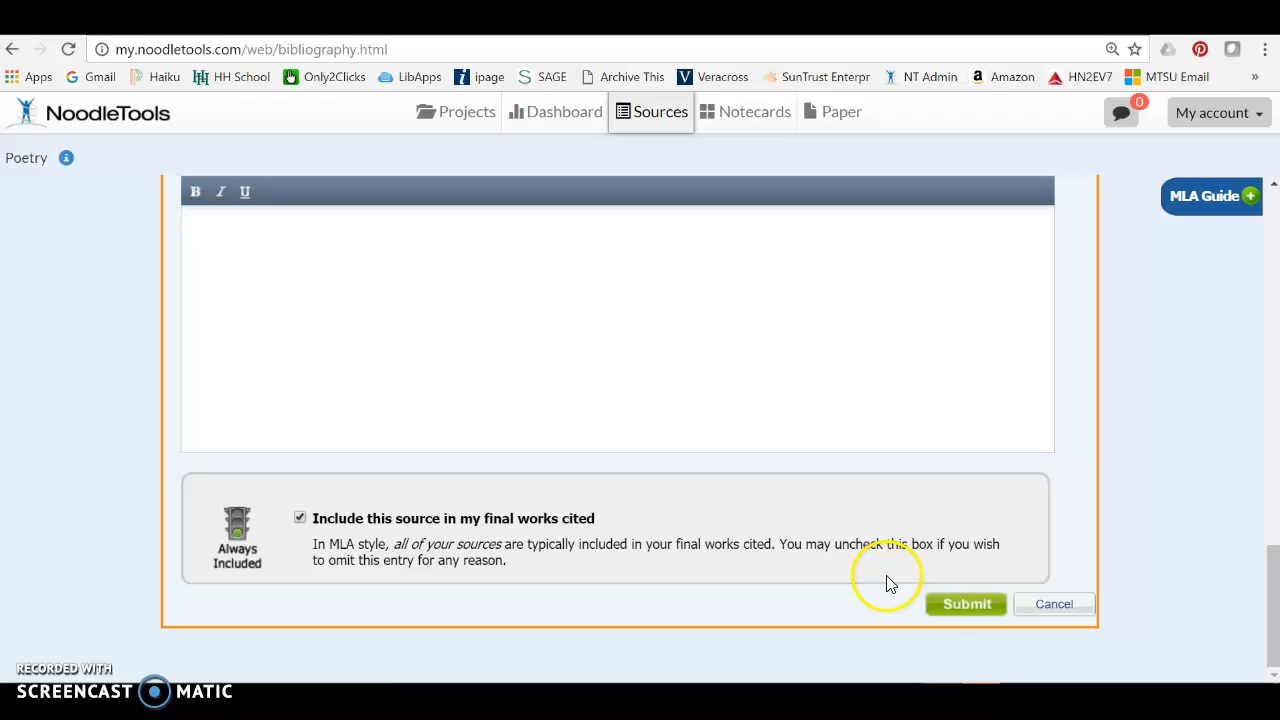 my.noodletools.com/web/bibliography.html
Apps Gmail Haiku HH School Only2Clicks LibApps ipage SAGE Archive This Veracross SunTrust Enterpr NT Admin Amazon HN2EV7 MTSU Email »
NoodleTools Projects Dashboard Sources Notecards Paper 0 My account
Poetry i
MLA Guide +
B I U
Include this source in my final works cited
In MLA style, all of your sources are typically included in your final works cited. You may uncheck this box if you wish
to omit this entry for any reason.
Always
Included
Submit Cancel
RECORDED WITH
SCREENCAST MATIC